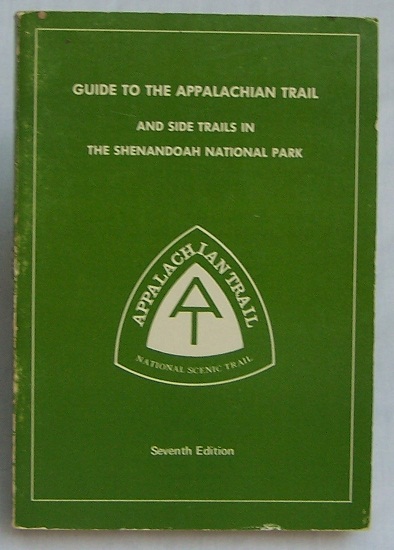 GUIDE TO THE APPALACHIAN TRAIL
AND SIDE TRAILS IN
THE SHENANDOAH NATIONAL PARK
APPALACHIAN TRAIL
AT
NATIONAL SCENIC TRAIL
Seventh Edition